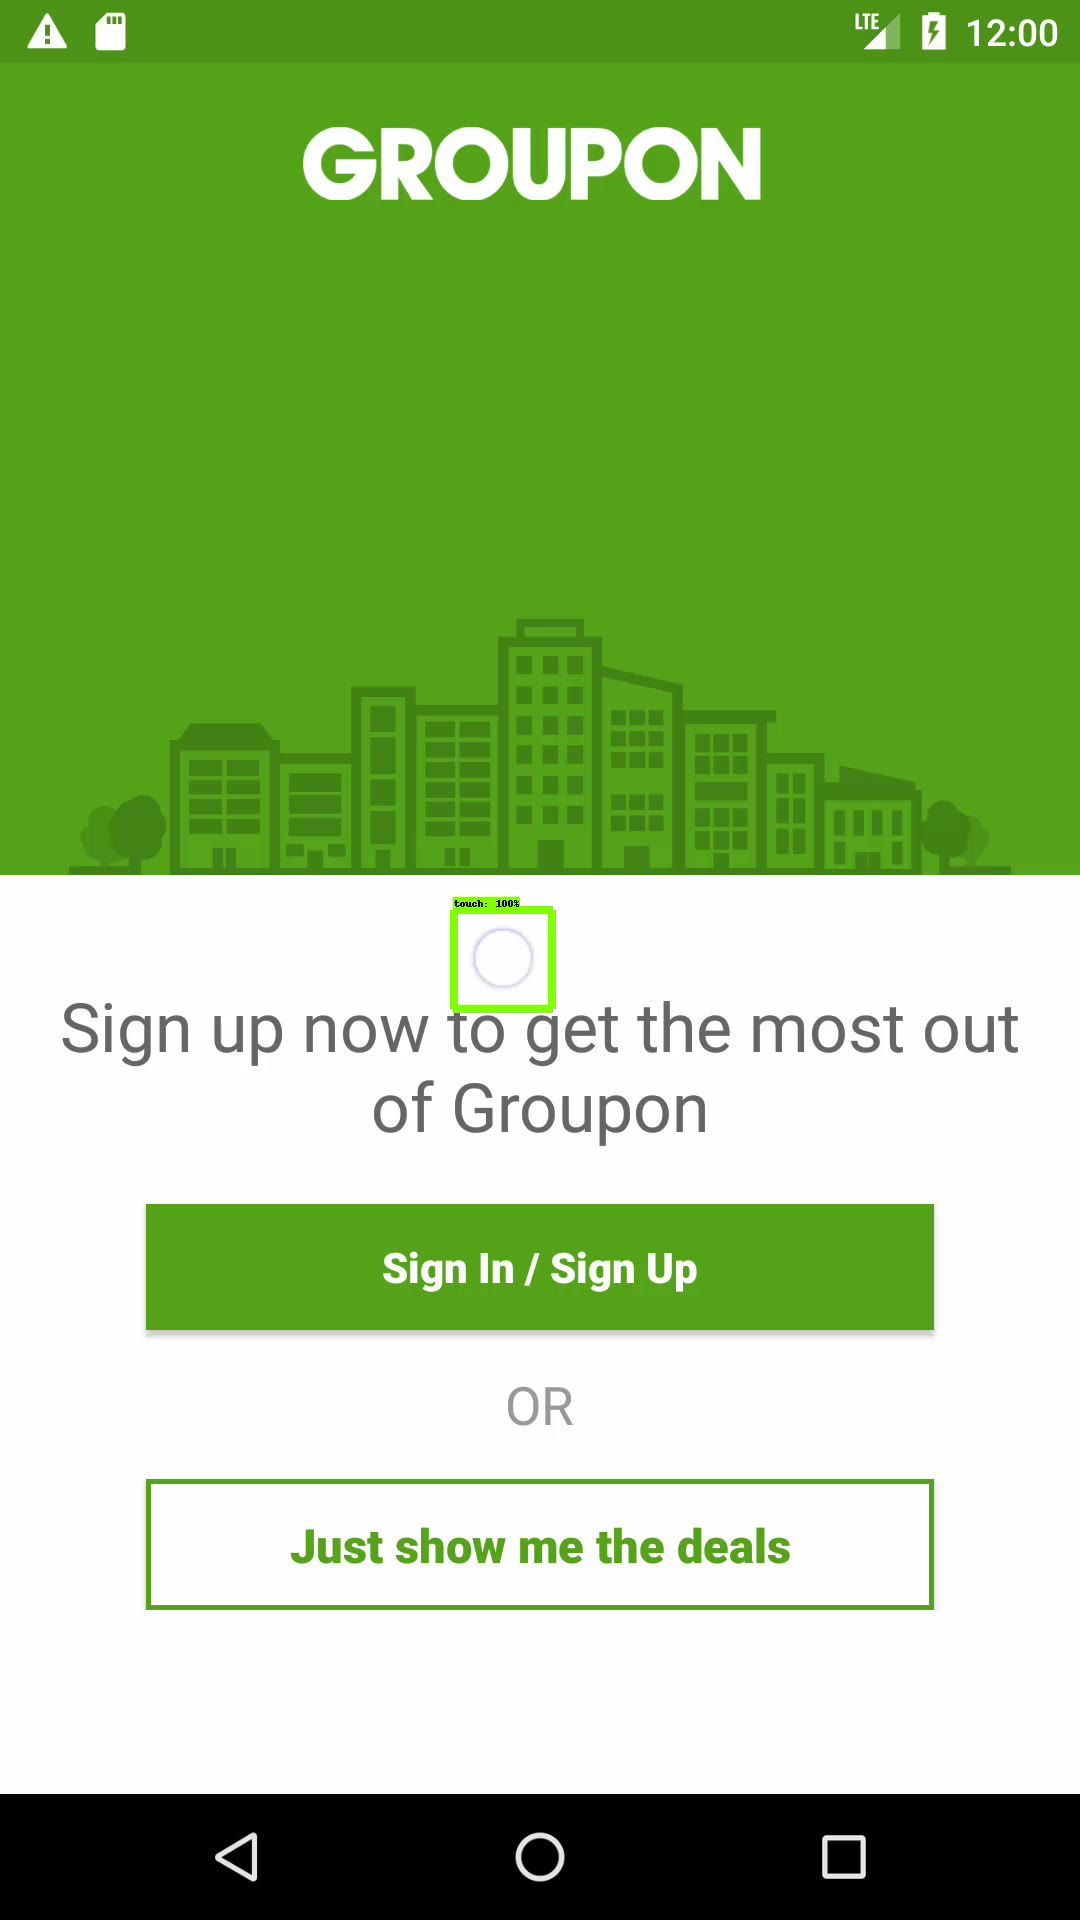 LTE 12:00
GROUPON
touch: 100%
Sign up now to get the most out
of Groupon
Sign In / Sign Up
OR
Just show me the deals